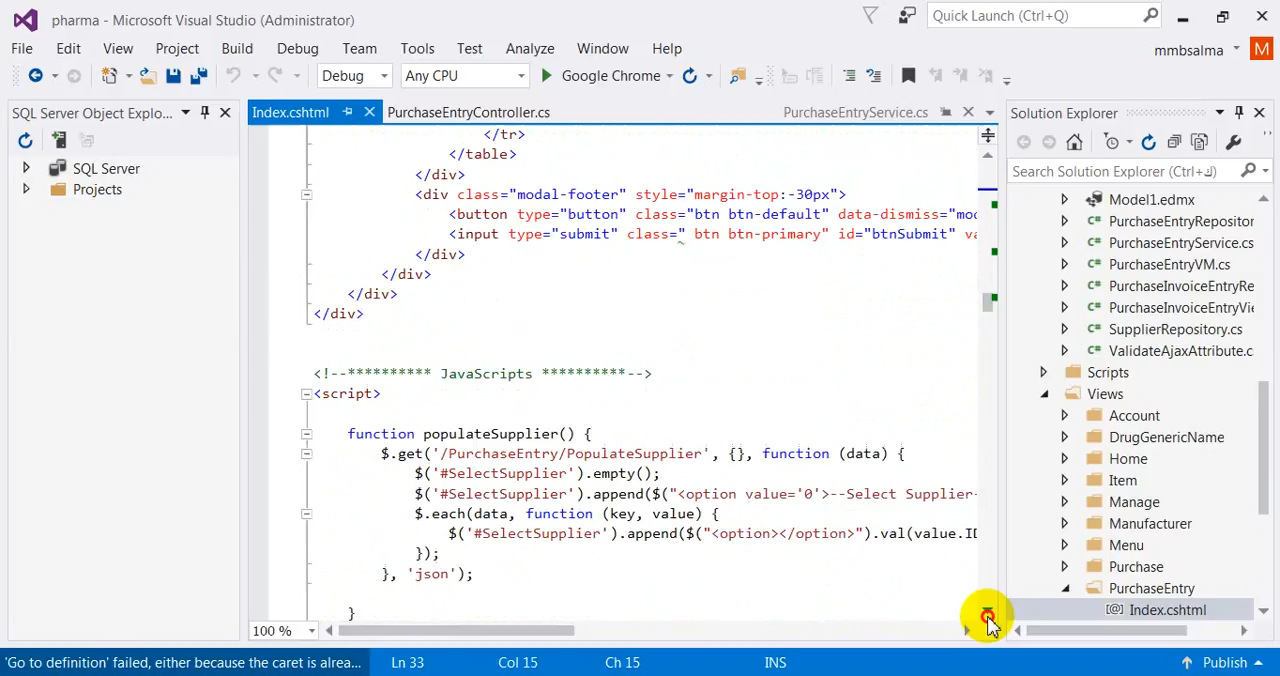 pharma - Microsoft Visual Studio (Administrator)
Quick Launch (Ctrl+Q)
File Edit View Project Build Debug Team Tools Test Analyze Window Help
mmbsalma M
Debug Any CPU Google Chrome
SQL Server Object Explo...
Index.cshtml PurchaseEntryController.cs PurchaseEntryService.cs
Solution Explorer
SQL Server
Projects
</tr>
</table>
</div>
<div class="modal-footer" style="margin-top:-30px">
<button type="button" class="btn btn-default" data-dismiss="mod
<input type="submit" class=" btn btn-primary" id="btnSubmit" va
</div>
</div>
</div>
</div>
<!--********** JavaScripts **********-->
<script>
function populateSupplier() {
$.get('/PurchaseEntry/PopulateSupplier', {}, function (data) {
$('#SelectSupplier').empty();
$('#SelectSupplier').append($("<option value='0'>--Select Supplier-
$.each(data, function (key, value) {
$('#SelectSupplier').append($("<option></option>").val(value.ID
});
}, 'json');
}
100 %
Search Solution Explorer (Ctrl+ك)
Model1.edmx
PurchaseEntryRepositor
PurchaseEntryService.cs
PurchaseEntryVM.cs
PurchaseInvoiceEntryRe
PurchaseInvoiceEntryVie
SupplierRepository.cs
ValidateAjaxAttribute.c
Scripts
Views
Account
DrugGenericName
Home
Item
Manage
Manufacturer
Menu
Purchase
PurchaseEntry
[@] Index.cshtml
'Go to definition' failed, either because the caret is alrea... Ln 33 Col 15 Ch 15 INS Publish